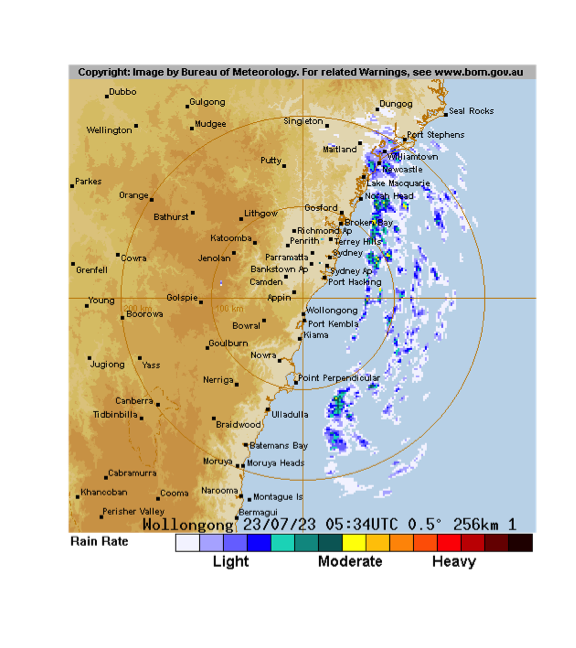 Copyright: Image by Bureau of Meteorology. For related Warnings, see www.bom.gov.au
Dubbo
Gulgong
Dungog
Seal Rocks
Singleton
Wellington
Mudgee
Port Stephens
Maitland
Williamtown
Putty
Newcastle
Parkes
Lake Macquarie
Orange
Norah Head
Bathurst
Lithgow
Gosford
Broken Bay
Richmond Ap
Katoomba
Penrith
Terrey Hills
Cowra
Jenolan
Parramatta
Sydney
Grenfell
Bankstown Ap
Sydney Ap
Camden
Port Hacking
Young
Goulspie
Appin
200 km
100 km
Boorowa
Wollongong
Bowral
Port Kembla
Kiama
Goulburn
Jugiong
Yass
Nowra
Nerriga
Point Perpendicular
Canberra
Tidbinbilla
Ulladulla
Braidwood
Batemans Bay
Moruya
Moruya Heads
Cabramurra
Khancoban
Cooma
Narooma
Montague Is
Perisher Valley
Bermagui
Wollongong 23/07/23 05:34UTC 0.5° 256km 1
Rain Rate
Light
Moderate
Heavy